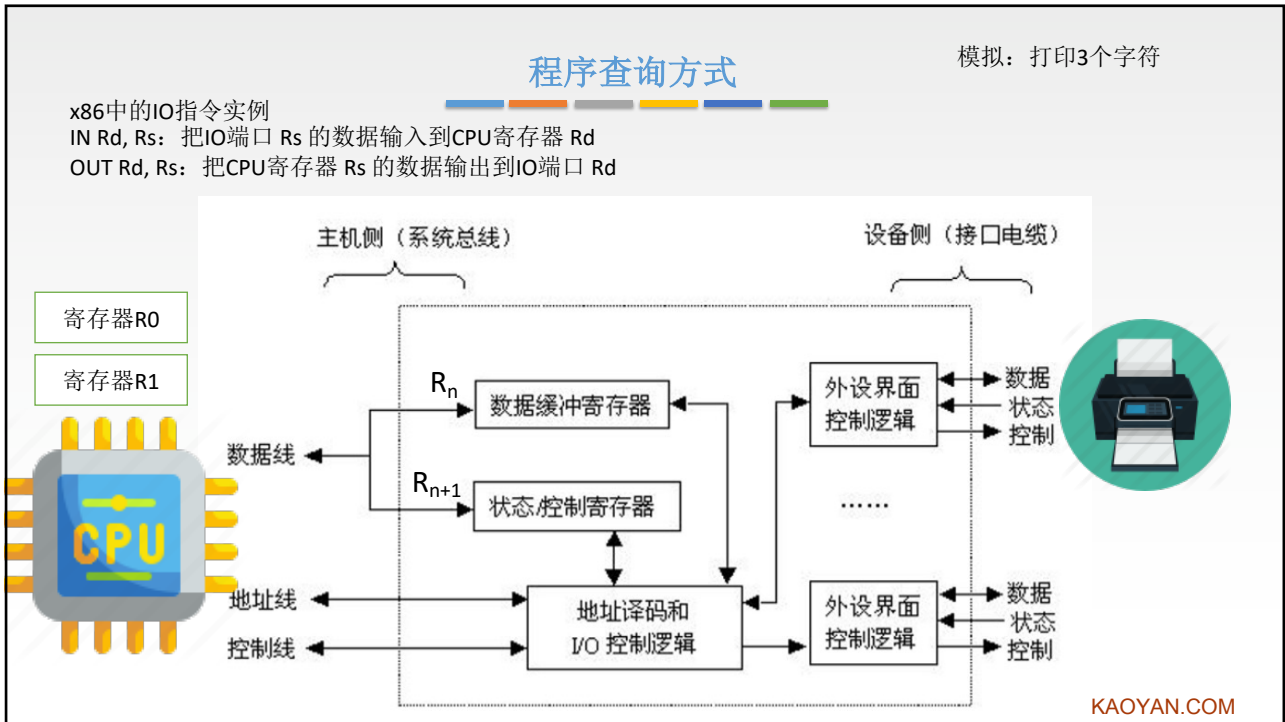 程序查询方式
模拟：打印3个字符
x86中的IO指令实例
IN Rd, Rs：把IO端口 Rs 的数据输入到CPU寄存器 Rd
OUT Rd, Rs：把CPU寄存器 Rs 的数据输出到IO端口 Rd
主机侧（系统总线）
设备侧（接口电缆）
寄存器R0
寄存器R1
CPU
数据线
地址线
控制线
Rn
数据缓冲寄存器
Rn+1
状态/控制寄存器
地址译码和
I/O 控制逻辑
外设界面
控制逻辑
数据
状态
控制
……
外设界面
控制逻辑
数据
状态
控制
KAOYAN.COM